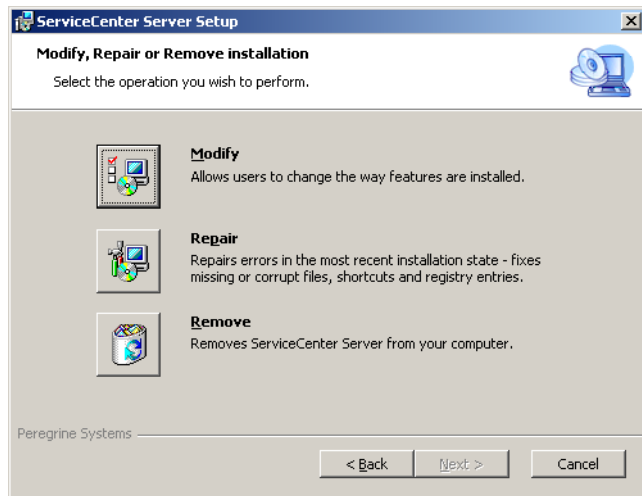 ServiceCenter Server Setup
Modify, Repair or Remove installation
Select the operation you wish to perform.
Modify
Allows users to change the way features are installed.
Repair
Repairs errors in the most recent installation state - fixes
missing or corrupt files, shortcuts and registry entries.
Remove
Removes ServiceCenter Server from your computer.
Peregrine Systems
< Back
Next >
Cancel